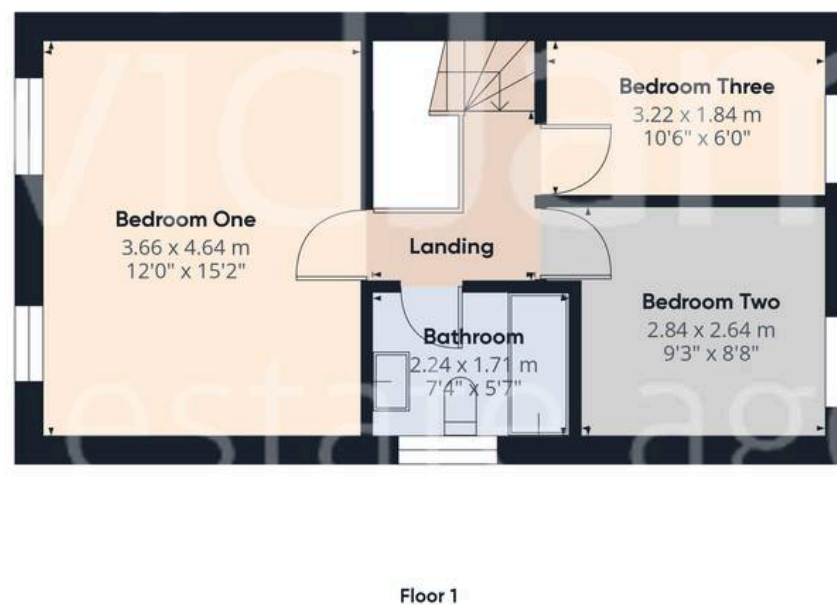 Bedroom One
3.66 x 4.64 m
12'0" x 15'2"
Landing
Bathroom
2.24 x 1.71 m
7'4" x 5'7"
Bedroom Three
3.22 x 1.84 m
10'6" x 6'0"
Bedroom Two
2.84 x 2.64 m
9'3" x 8'8"
estate age
Floor 1